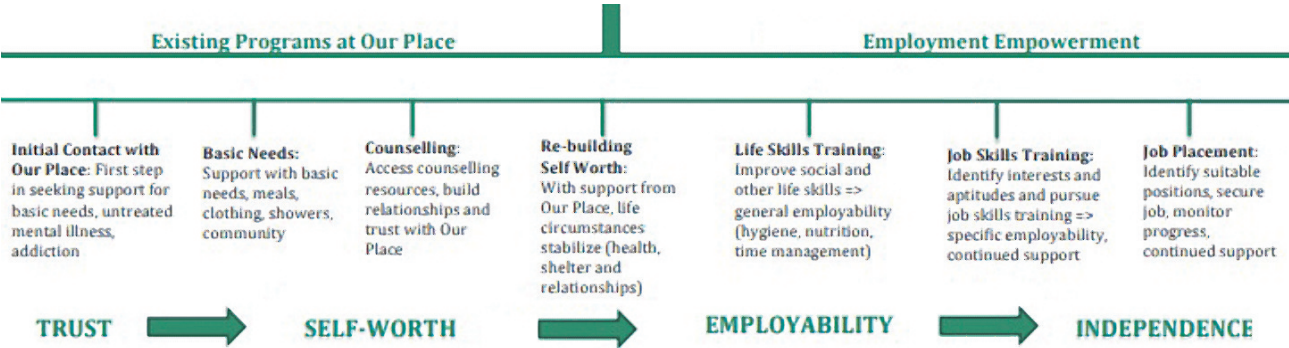 Existing Programs at Our Place
Employment Empowerment
Initial Contact with
Our Place: First step
in seeking support for
basic needs, untreated
mental illness,
addiction
Basic Needs:
Support with basic
needs, meals,
clothing, showers,
community
Counselling:
Access counselling
resources, build
relationships and
trust with Our
Place
Re-building
Self Worth:
With support from
Our Place, life
circumstances
stabilize (health,
shelter and
relationships)
Life Skills Training:
Improve social and
other life skills =>
general employability
(hygiene, nutrition,
time management)
Job Skills Training:
Identify interests and
aptitudes and pursue
job skills training =>
specific employability,
continued support
Job Placement:
Identify suitable
positions, secure
job, monitor
progress,
continued support
TRUST
SELF-WORTH
EMPLOYABILITY
INDEPENDENCE